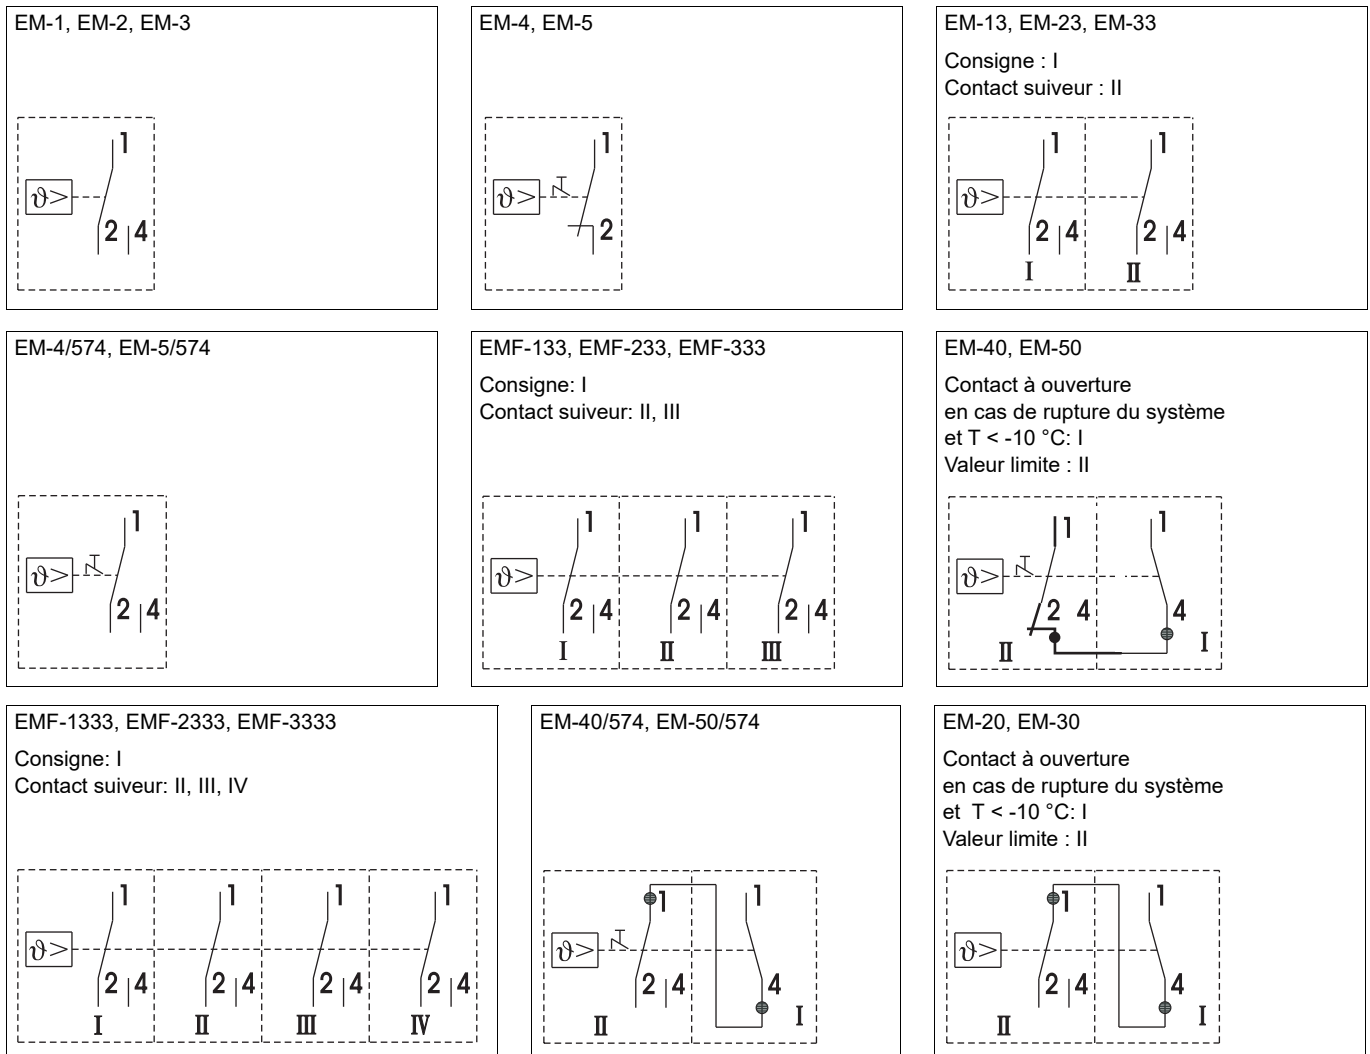 EM-1, EM-2, EM-3
1
ϑ>
2 4
EM-4, EM-5
1
ϑ>
2
EM-13, EM-23, EM-33
Consigne : I
Contact suiveur : II
1 1
ϑ>
2 4 2 4
I II
EM-4/574, EM-5/574
1
ϑ>
2 4
EMF-133, EMF-233, EMF-333
Consigne: I
Contact suiveur: II, III
1 1 1
ϑ>
2 4 2 4 2 4
I II III
EM-40, EM-50
Contact à ouverture
en cas de rupture du système
et T < -10 °C: I
Valeur limite : II
1 1
ϑ>
2 4 4
II I
EMF-1333, EMF-2333, EMF-3333
Consigne: I
Contact suiveur: II, III, IV
1 1 1 1
ϑ>
2 4 2 4 2 4 2 4
I II III IV
EM-40/574, EM-50/574
1 1
ϑ>
2 4 4
II I
EM-20, EM-30
Contact à ouverture
en cas de rupture du système
et T < -10 °C: I
Valeur limite : II
1 1
ϑ>
2 4 4
II I